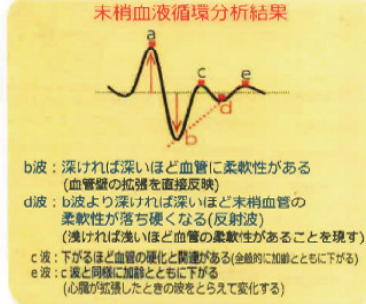 末梢血液循環分析結果
a
c
e
d
b
b波：深ければ深いほど血管に柔軟性がある
(血管壁の拡張を直接反映)
d波：b波より深ければ深いほど末梢血管の
柔軟性が落ち硬くなる(反射波)
(浅ければ浅いほど血管の柔軟性があることを現す)
c波：下がるほど血管の硬化と関連がある(全般的に加齢とともに下がる)
e波：c波と同様に加齢とともに下がる
(心臓が拡張したときの波をとらえて変化する)